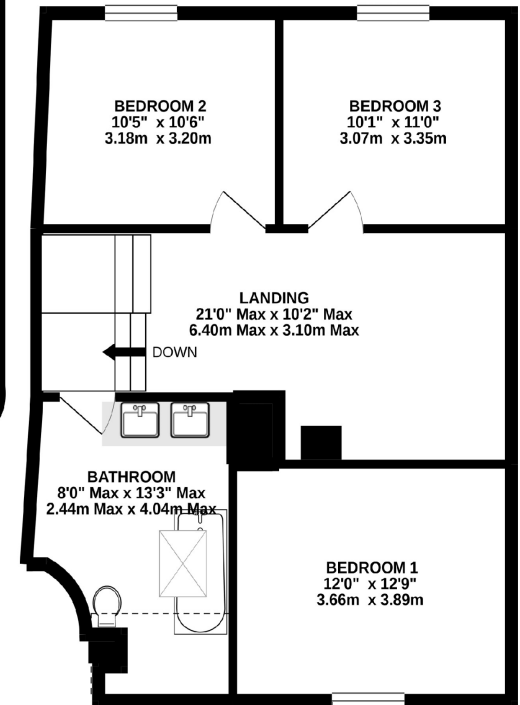 BEDROOM 2
10'5" x 10'6"
3.18m x 3.20m
BEDROOM 3
10'1" x 11'0"
3.07m x 3.35m
LANDING
21'0" Max x 10'2" Max
6.40m Max x 3.10m Max
DOWN
BATHROOM
8'0" Max x 13'3" Max
2.44m Max x 4.04m Max
BEDROOM 1
12'0" x 12'9"
3.66m x 3.89m